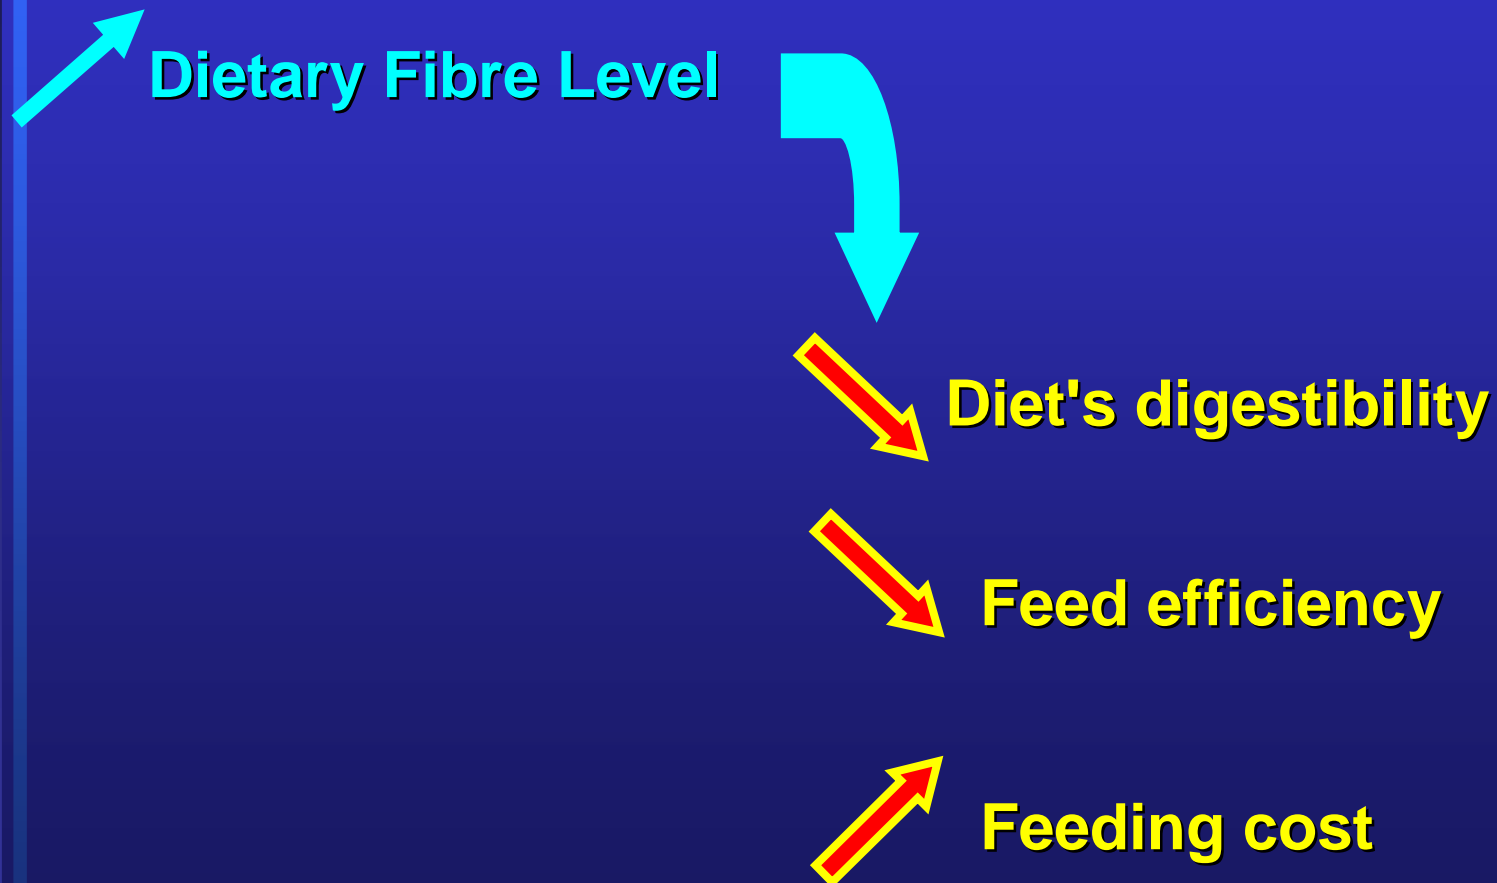 Dietary Fibre Level
Diet's digestibility
Feed efficiency
Feeding cost